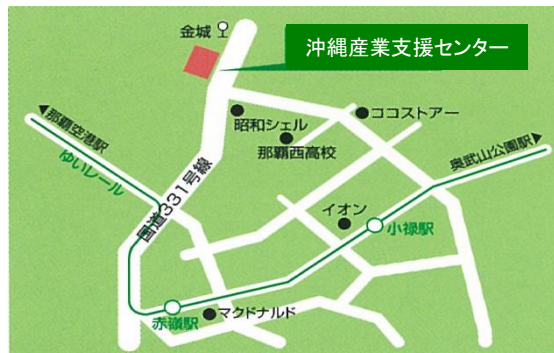 金城
沖縄産業支援センター
昭和シェル
ココストアー
那覇西高校
◀那覇空港駅
ゆいレール
国道331号線
奥武山公園駅▶
イオン
小禄駅
赤嶺駅
マクドナルド